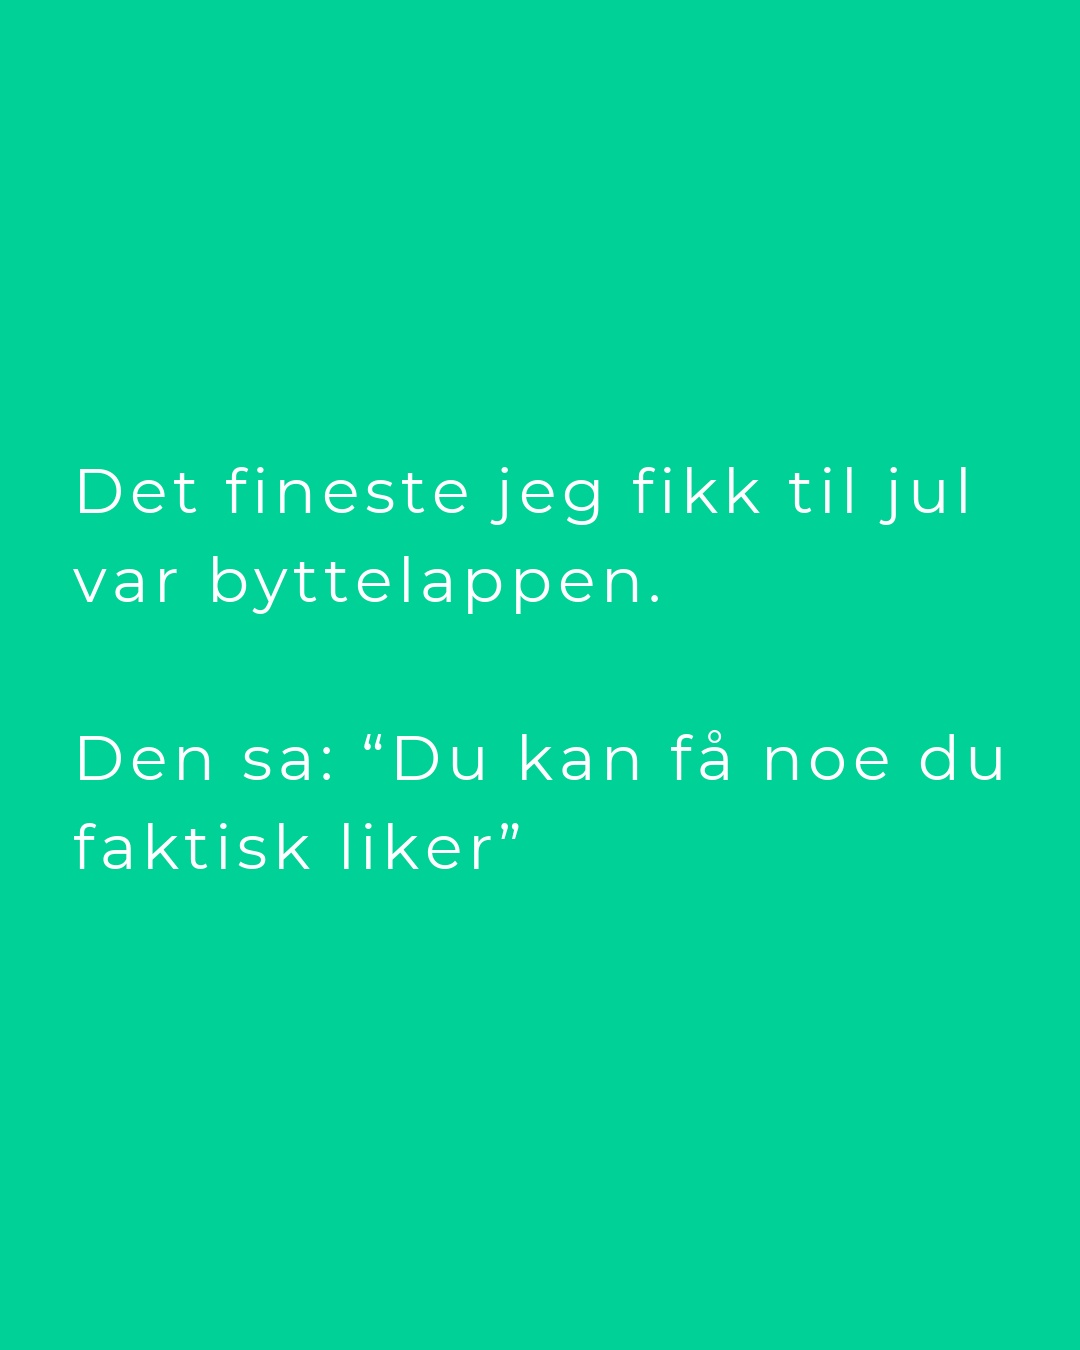 Det fineste jeg fikk til jul
var byttelappen.
Den sa: “Du kan få noe du
faktisk liker”